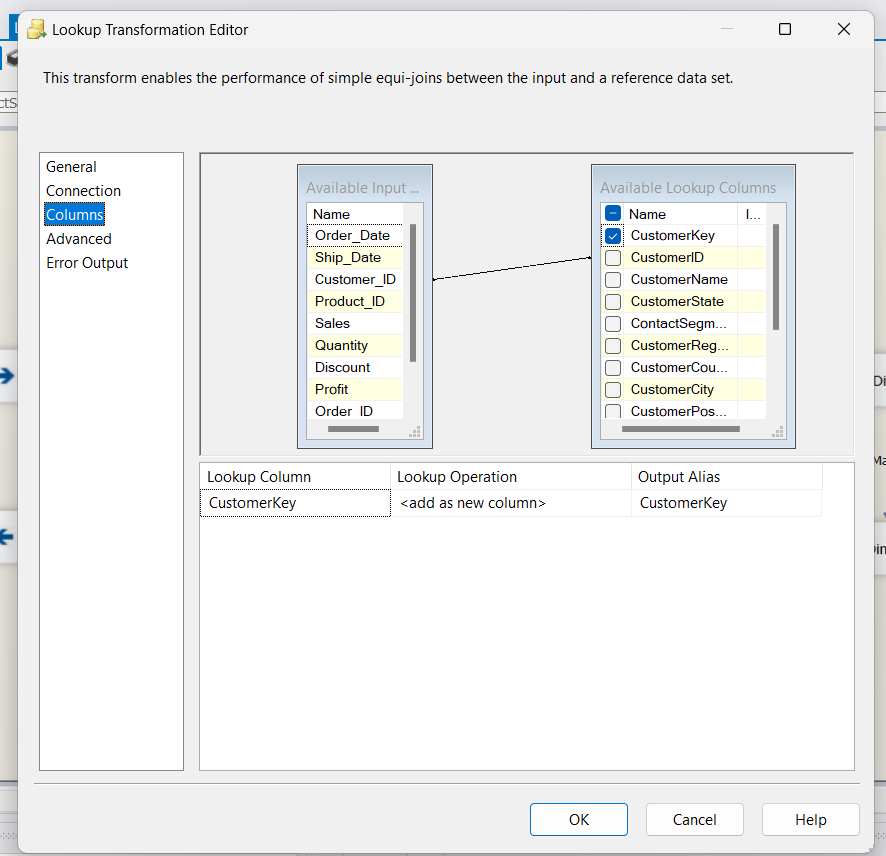 Lookup Transformation Editor
This transform enables the performance of simple equi-joins between the input and a reference data set.
ctS
General
Connection
Columns
Advanced
Error Output
Available Input ...
Name
Order_Date
Ship_Date
Customer_ID
Product_ID
Sales
Quantity
Discount
Profit
Order_ID
Available Lookup Columns
Name I...
CustomerKey
CustomerID
CustomerName
CustomerState
ContactSegm...
CustomerReg...
CustomerCou...
CustomerCity
CustomerPos...
Di
Ma
Lookup Column Lookup Operation Output Alias
CustomerKey <add as new column> CustomerKey
OK Cancel Help